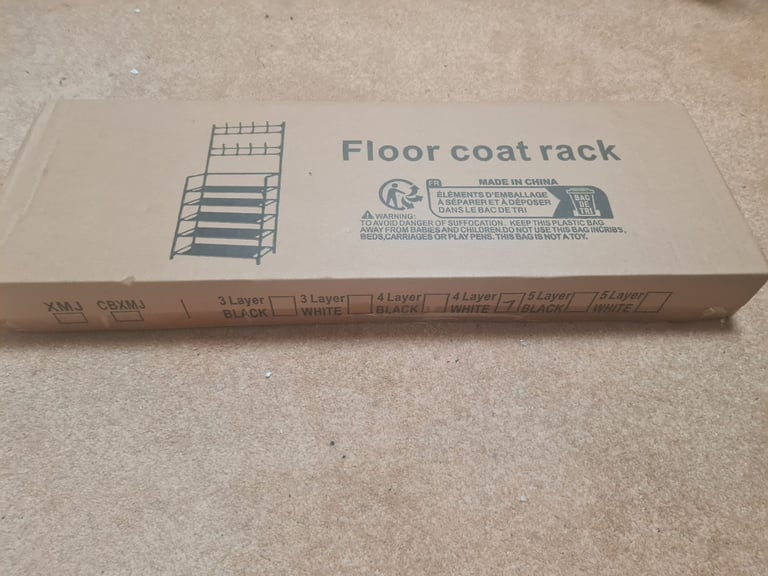 Floor coat rack
FR
MADE IN CHINA
ÉLÉMENTS D'EMBALLAGE
À SÉPARER ET À DÉPOSER
DANS LE BAC DE TRI
BAC
DE
TRI
WARNING:
TO AVOID DANGER OF SUFFOCATION. KEEP THIS PLASTIC BAG
AWAY FROM BABIES AND CHILDREN.DO NOT USE THIS BAG INCRIBS,
BEDS,CARRIAGES OR PLAY PENS. THIS BAG IS NOT A TOY.
XMJ CBXMJ
3 Layer BLACK
3 Layer WHITE
4 Layer BLACK
4 Layer WHITE
5 Layer BLACK
5 Layer WHITE